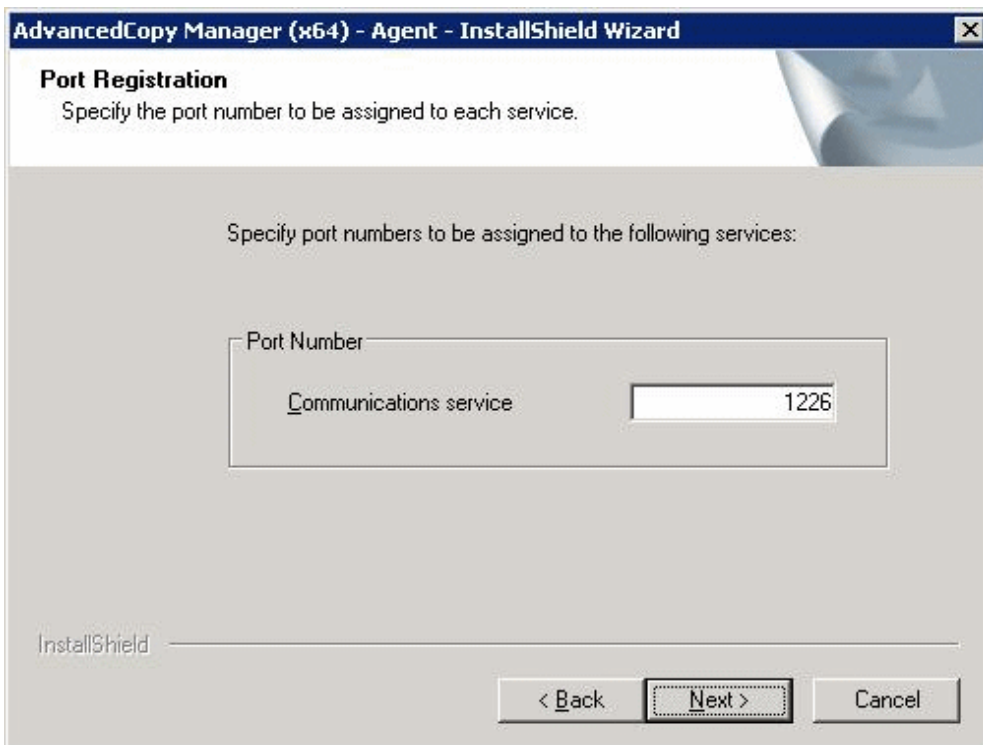 AdvancedCopy Manager (x64) - Agent - InstallShield Wizard
Port Registration
Specify the port number to be assigned to each service.
Specify port numbers to be assigned to the following services:
Port Number
Communications service 1226
InstallShield
< Back Next > Cancel